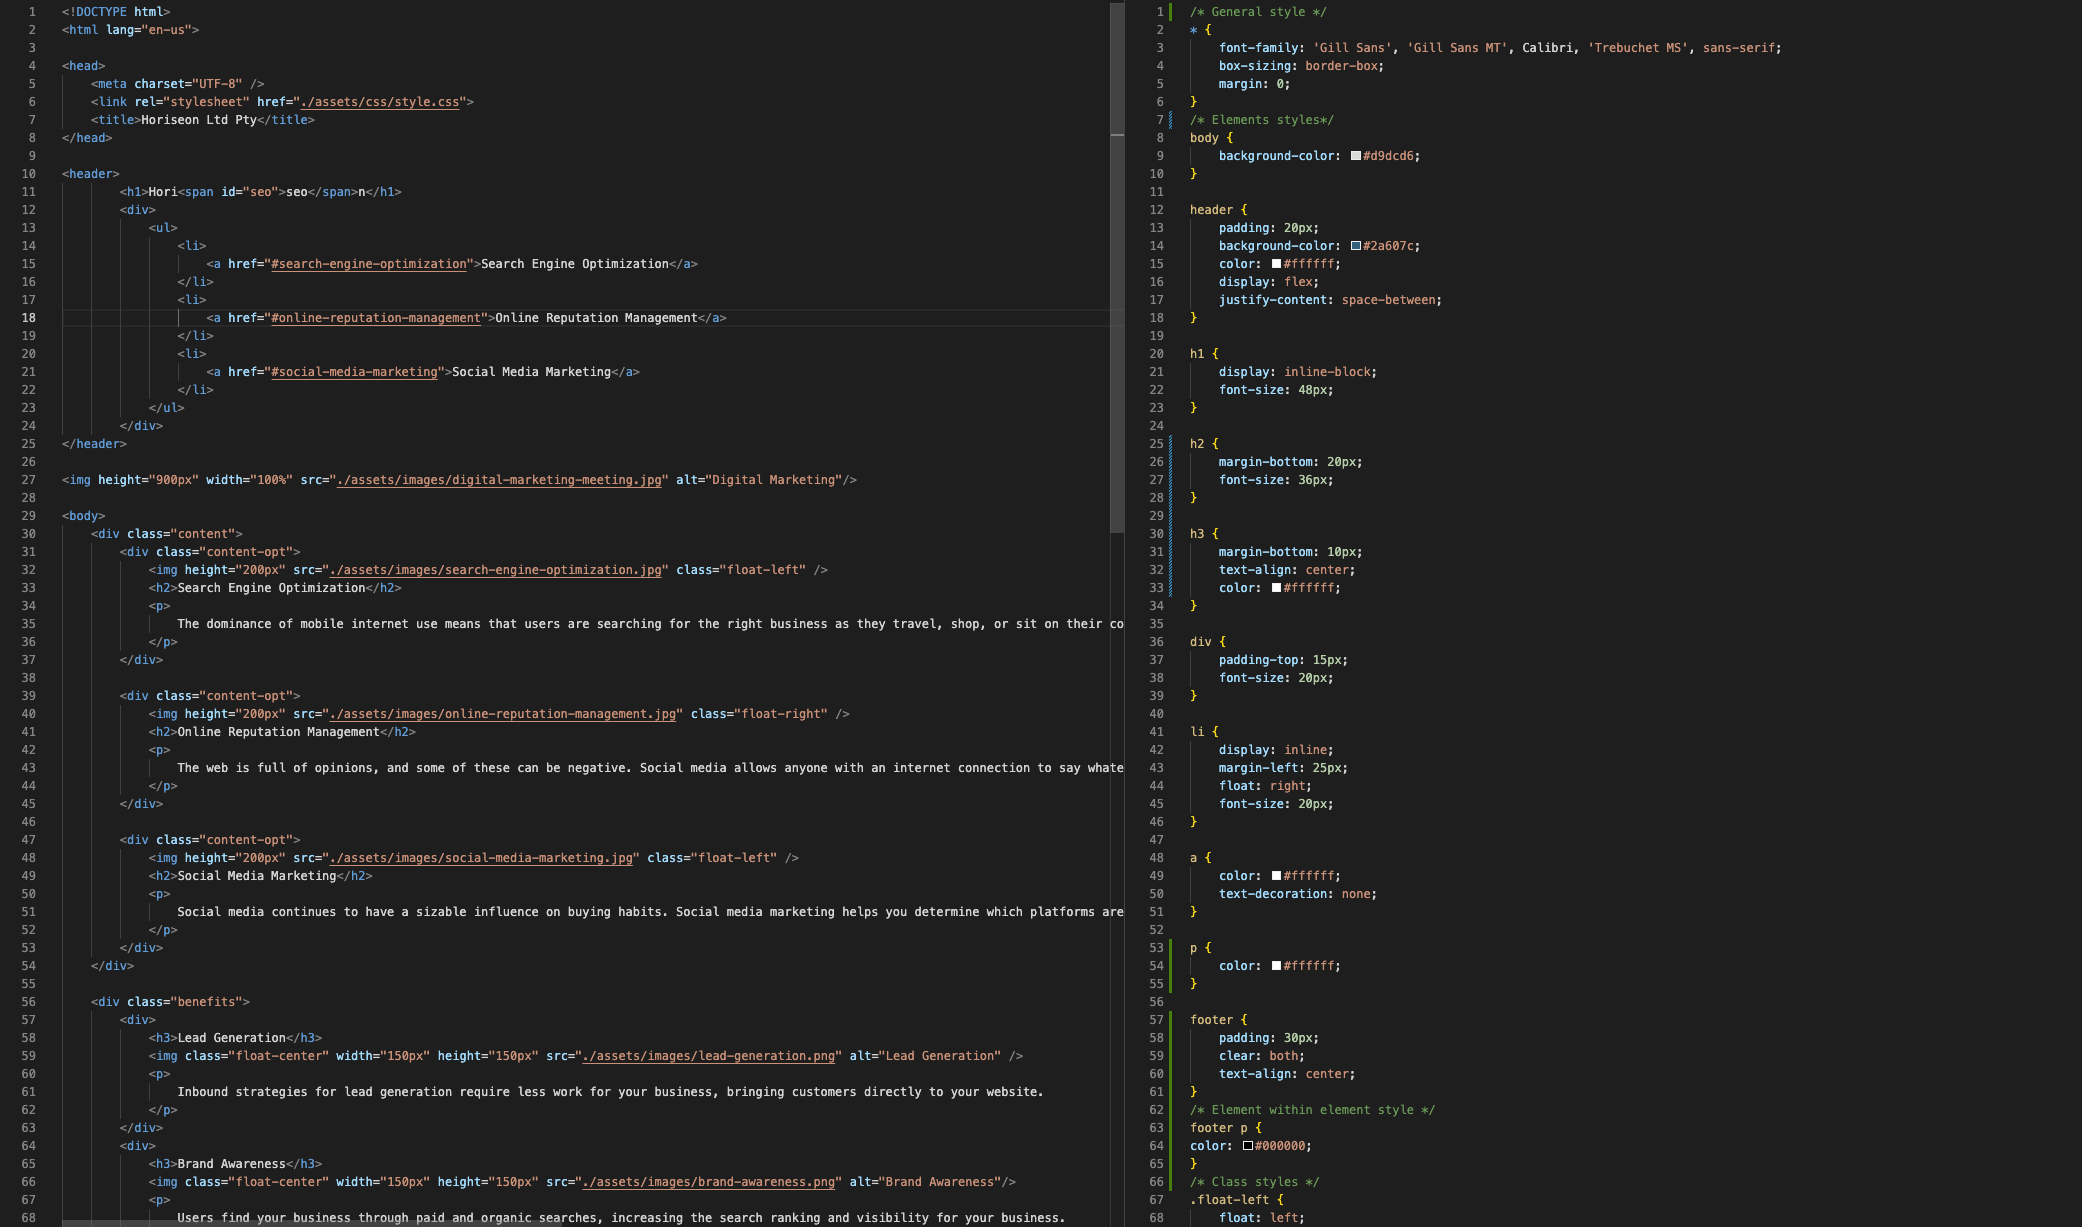 1 <!DOCTYPE html>
2 <html lang="en-us">
3
4 <head>
5 <meta charset="UTF-8" />
6 <link rel="stylesheet" href="./assets/css/style.css">
7 <title>Horiseon Ltd Pty</title>
8 </head>
9
10 <header>
11 <h1>Hori<span id="seo">seo</span>n</h1>
12 <div>
13 <ul>
14 <li>
15 <a href="#search-engine-optimization">Search Engine Optimization</a>
16 </li>
17 <li>
18 <a href="#online-reputation-management">Online Reputation Management</a>
19 </li>
20 <li>
21 <a href="#social-media-marketing">Social Media Marketing</a>
22 </li>
23 </ul>
24 </div>
25 </header>
26
27 <img height="900px" width="100%" src="./assets/images/digital-marketing-meeting.jpg" alt="Digital Marketing"/>
28
29 <body>
30 <div class="content">
31 <div class="content-opt">
32 <img height="200px" src="./assets/images/search-engine-optimization.jpg" class="float-left" />
33 <h2>Search Engine Optimization</h2>
34 <p>
35 The dominance of mobile internet use means that users are searching for the right business as they travel, shop, or sit on their co
36 </p>
37 </div>
38
39 <div class="content-opt">
40 <img height="200px" src="./assets/images/online-reputation-management.jpg" class="float-right" />
41 <h2>Online Reputation Management</h2>
42 <p>
43 The web is full of opinions, and some of these can be negative. Social media allows anyone with an internet connection to say whate
44 </p>
45 </div>
46
47 <div class="content-opt">
48 <img height="200px" src="./assets/images/social-media-marketing.jpg" class="float-left" />
49 <h2>Social Media Marketing</h2>
50 <p>
51 Social media continues to have a sizable influence on buying habits. Social media marketing helps you determine which platforms are
52 </p>
53 </div>
54 </div>
55
56 <div class="benefits">
57 <div>
58 <h3>Lead Generation</h3>
59 <img class="float-center" width="150px" height="150px" src="./assets/images/lead-generation.png" alt="Lead Generation" />
60 <p>
61 Inbound strategies for lead generation require less work for your business, bringing customers directly to your website.
62 </p>
63 </div>
64 <div>
65 <h3>Brand Awareness</h3>
66 <img class="float-center" width="150px" height="150px" src="./assets/images/brand-awareness.png" alt="Brand Awareness"/>
67 <p>
68 Users find your business through paid and organic searches, increasing the search ranking and visibility for your business.
1 /* General style */
2 * {
3 font-family: 'Gill Sans', 'Gill Sans MT', Calibri, 'Trebuchet MS', sans-serif;
4 box-sizing: border-box;
5 margin: 0;
6 }
7 /* Elements styles*/
8 body {
9 background-color: #d9dcd6;
10 }
11
12 header {
13 padding: 20px;
14 background-color: #2a607c;
15 color: #ffffff;
16 display: flex;
17 justify-content: space-between;
18 }
19
20 h1 {
21 display: inline-block;
22 font-size: 48px;
23 }
24
25 h2 {
26 margin-bottom: 20px;
27 font-size: 36px;
28 }
29
30 h3 {
31 margin-bottom: 10px;
32 text-align: center;
33 color: #ffffff;
34 }
35
36 div {
37 padding-top: 15px;
38 font-size: 20px;
39 }
40
41 li {
42 display: inline;
43 margin-left: 25px;
44 float: right;
45 font-size: 20px;
46 }
47
48 a {
49 color: #ffffff;
50 text-decoration: none;
51 }
52
53 p {
54 color: #ffffff;
55 }
56
57 footer {
58 padding: 30px;
59 clear: both;
60 text-align: center;
61 }
62 /* Element within element style */
63 footer p {
64 color: #000000;
65 }
66 /* Class styles */
67 .float-left {
68 float: left;